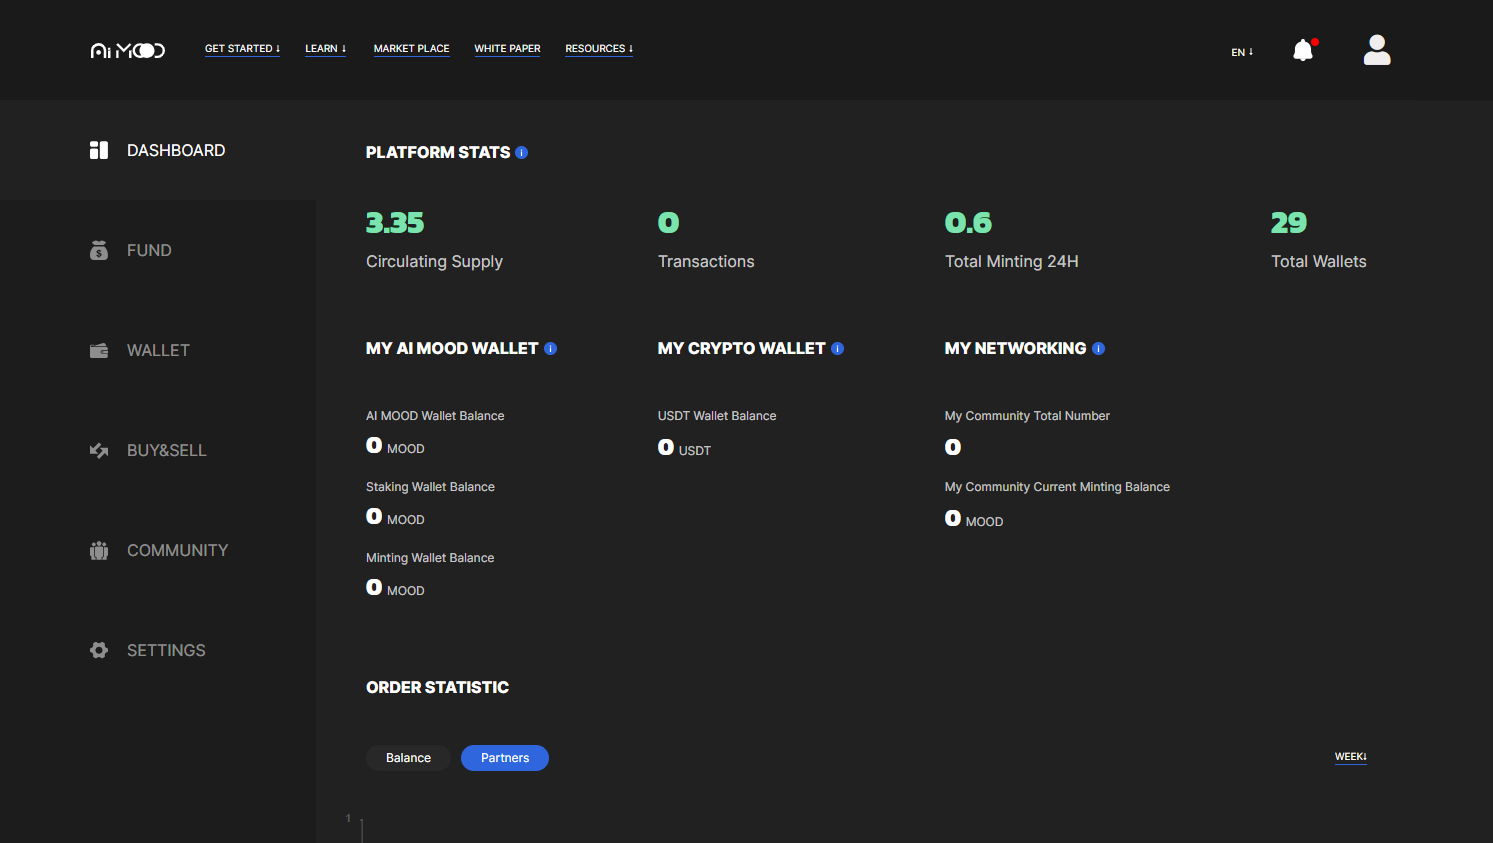 Ai MOOD
GET STARTED ↓
LEARN ↓
MARKET PLACE
WHITE PAPER
RESOURCES ↓
EN ↓
DASHBOARD
FUND
WALLET
BUY&SELL
COMMUNITY
SETTINGS
PLATFORM STATS i
3.35
Circulating Supply
0
Transactions
0.6
Total Minting 24H
29
Total Wallets
MY AI MOOD WALLET i
AI MOOD Wallet Balance
0 MOOD
Staking Wallet Balance
0 MOOD
Minting Wallet Balance
0 MOOD
MY CRYPTO WALLET i
USDT Wallet Balance
0 USDT
MY NETWORKING i
My Community Total Number
0
My Community Current Minting Balance
0 MOOD
ORDER STATISTIC
Balance
Partners
WEEK↓
1